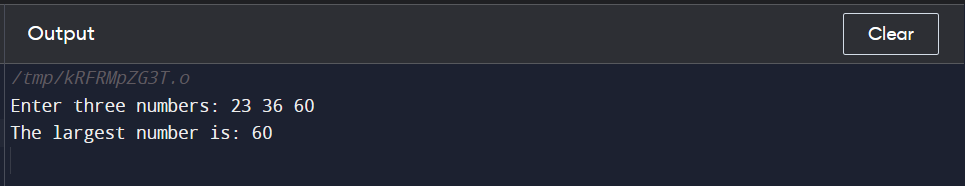 Output
Clear
/tmp/kRFRMpZG3T.o
Enter three numbers: 23 36 60
The largest number is: 60